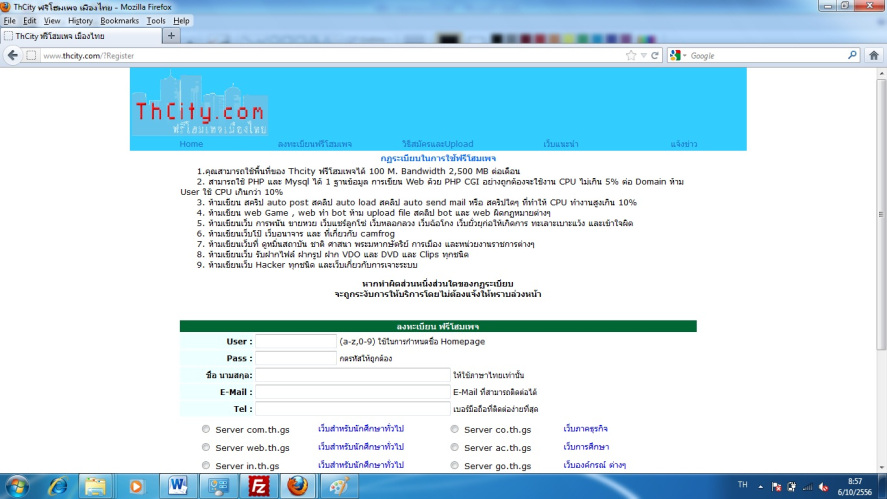 ThCity ฟรีโฮมเพจ เมืองไทย - Mozilla Firefox
File Edit View History Bookmarks Tools Help
ThCity ฟรีโฮมเพจ เมืองไทย
www.thcity.com/?Register
Google
ThCity.com
ฟรีโฮมเพจเมืองไทย
Home ลงทะเบียนฟรีโฮมเพจ วิธีสมัครและUpload เว็บแนะนำ แจ้งข่าว
กฎระเบียบในการใช้ฟรีโฮมเพจ
1.คุณสามารถใช้พื้นที่ของ Thcity ฟรีโฮมเพจได้ 100 M. Bandwidth 2,500 MB ต่อเดือน
2. สามารถใช้ PHP และ Mysql ได้ 1 ฐานข้อมูล การเขียน Web ด้วย PHP CGI อย่างถูกต้องจะใช้งาน CPU ไม่เกิน 5% ต่อ Domain ห้าม
User ใช้ CPU เกินกว่า 10%
3. ห้ามเขียน สคริป auto post สคลิป auto load สคลิป auto send mail หรือ สคริปใดๆ ที่ทำให้ CPU ทำงานสูงเกิน 10%
4. ห้ามเขียน web Game , web ทำ bot ห้าม upload file สคลิป bot และ web ผิดกฎหมายต่างๆ
5. ห้ามเขียนเว็บ การพนัน ขายหวย เว็บแชร์ลูกโซ่ เว็บหลอกลวง เว็บฉ้อโกง เว็บยั่วยุก่อให้เกิดการ ทะเลาะเบาะแว้ง และเข้าใจผิด
6. ห้ามเขียนเว็บโป๊ เว็บอนาจาร และ ที่เกี่ยวกับ camfrog
7. ห้ามเขียนเว็บที่ ดูหมิ่นสถาบัน ชาติ ศาสนา พระมหากษัตริย์ การเมือง และหน่วยงานราชการต่างๆ
8. ห้ามเขียนเว็บ รับฝากไฟล์ ฝากรูป ฝาก VDO และ DVD และ Clips ทุกชนิด
9. ห้ามเขียนเว็บ Hacker ทุกชนิด และเว็บเกี่ยวกับการเจาะระบบ
หากทำผิดส่วนหนึ่งส่วนใดของกฎระเบียบ
จะถูกระงับการให้บริการโดยไม่ต้องแจ้งให้ทราบล่วงหน้า
ลงทะเบียน ฟรีโฮมเพจ
User : (a-z,0-9) ใช้ในการกำหนดชื่อ Homepage
Pass : กดรหัสให้ถูกต้อง
ชื่อ นามสกุล: ให้ใช้ภาษาไทยเท่านั้น
E-Mail : E-Mail ที่สามารถติดต่อได้
Tel : เบอร์มือถือที่ติดต่อง่ายที่สุด
Server com.th.gs เว็บสำหรับนักศึกษาทั่วไป Server co.th.gs เว็บภาคธุรกิจ
Server web.th.gs เว็บสำหรับนักศึกษาทั่วไป Server ac.th.gs เว็บการศึกษา
Server in.th.gs เว็บสำหรับนักศึกษาทั่วไป Server go.th.gs เว็บองค์กรณ์ ต่างๆ
TH 8:57
6/10/2556